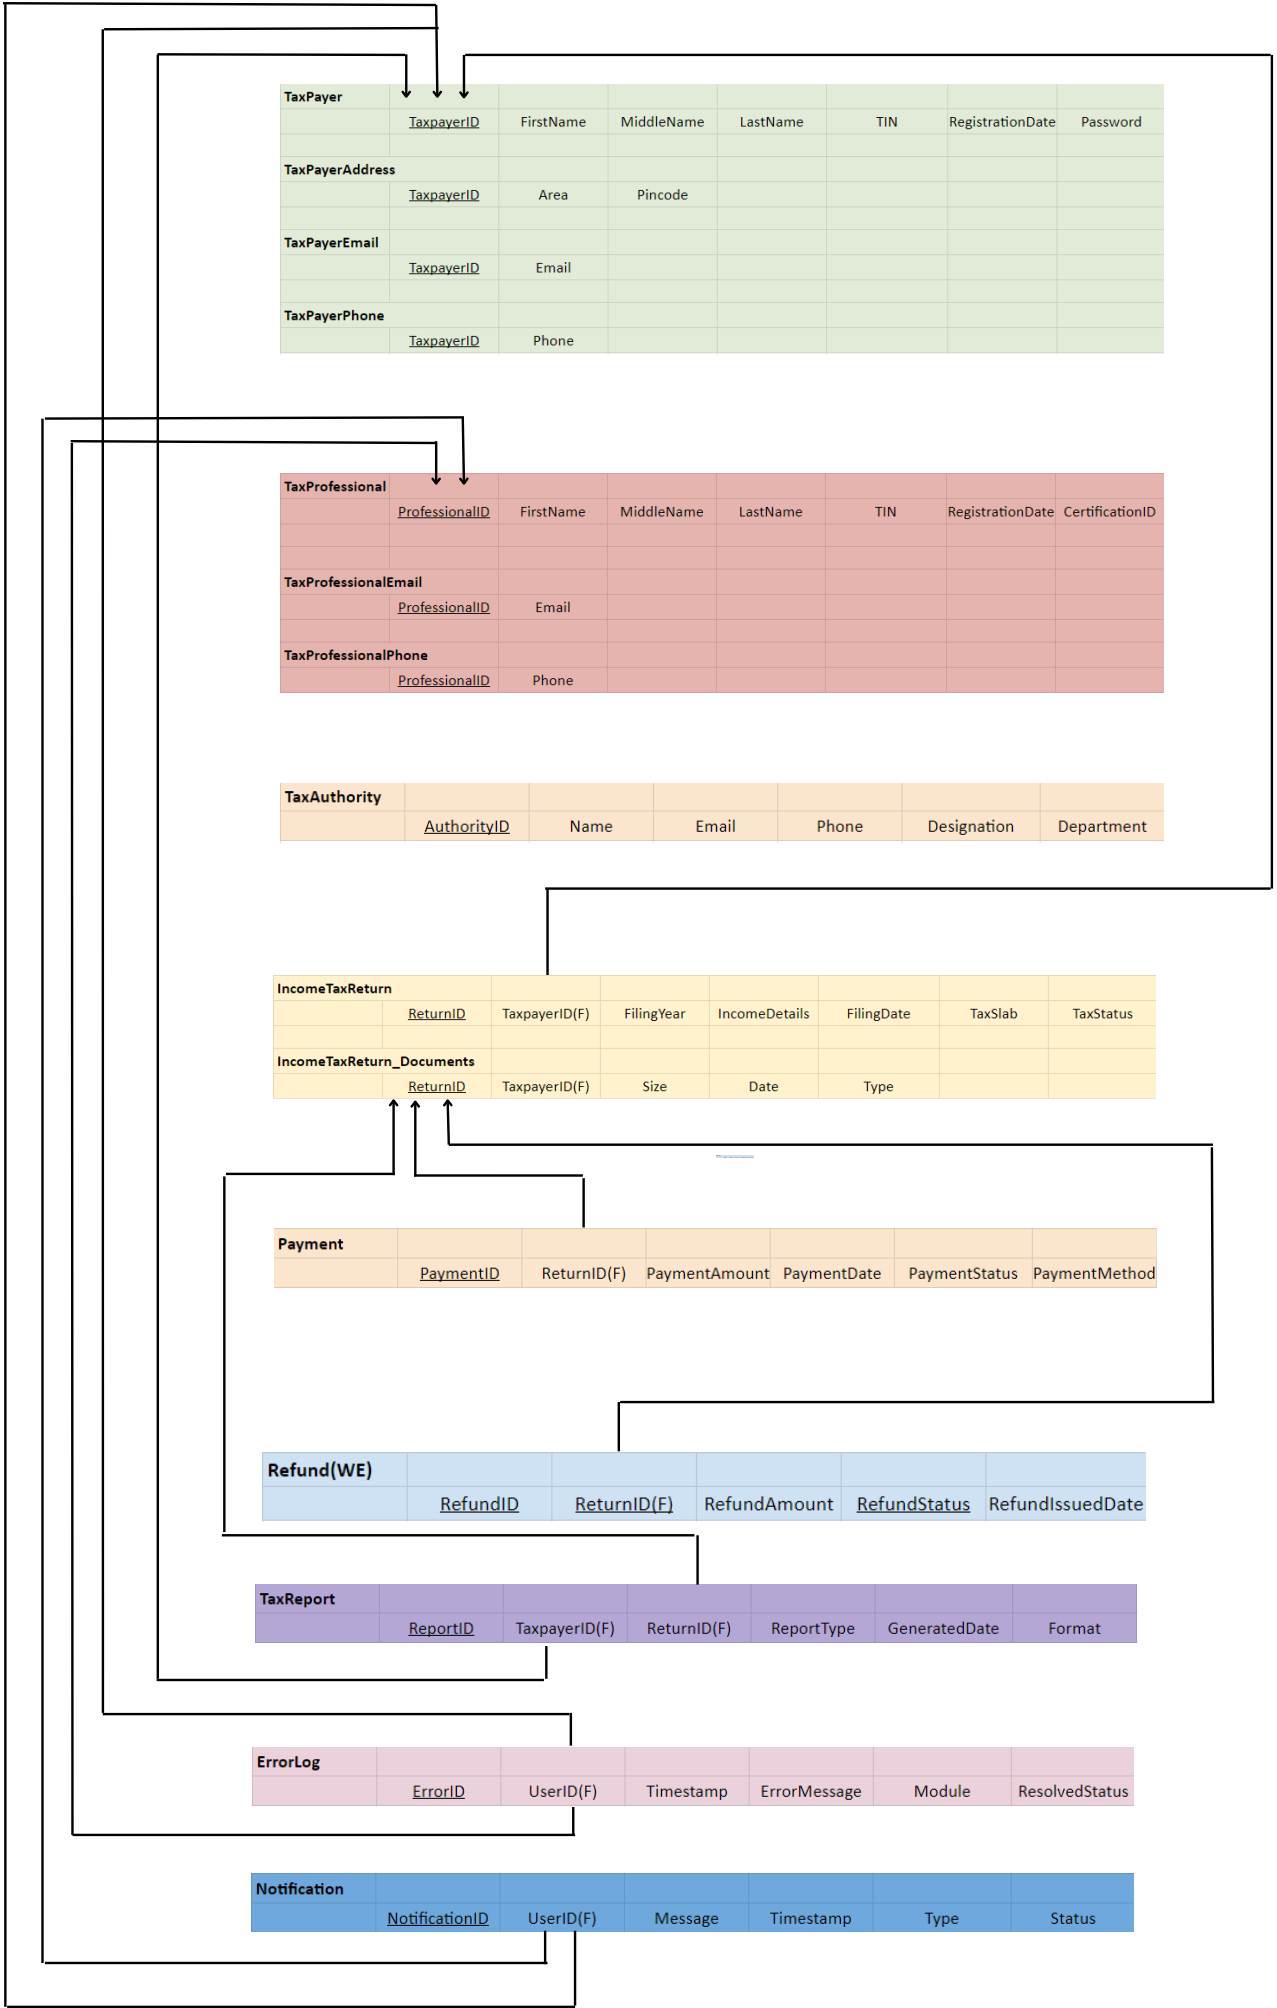 TaxPayer
TaxpayerID FirstName MiddleName LastName TIN RegistrationDate Password
TaxPayerAddress
TaxpayerID Area Pincode
TaxPayerEmail
TaxpayerID Email
TaxPayerPhone
TaxpayerID Phone
TaxProfessional
ProfessionalID FirstName MiddleName LastName TIN RegistrationDate CertificationID
TaxProfessionalEmail
ProfessionalID Email
TaxProfessionalPhone
ProfessionalID Phone
TaxAuthority
AuthorityID Name Email Phone Designation Department
IncomeTaxReturn
ReturnID TaxpayerID(F) FilingYear IncomeDetails FilingDate TaxSlab TaxStatus
IncomeTaxReturn_Documents
ReturnID TaxpayerID(F) Size Date Type
Payment
PaymentID ReturnID(F) PaymentAmount PaymentDate PaymentStatus PaymentMethod
Refund(WE)
RefundID ReturnID(F) RefundAmount RefundStatus RefundIssuedDate
TaxReport
ReportID TaxpayerID(F) ReturnID(F) ReportType GeneratedDate Format
ErrorLog
ErrorID UserID(F) Timestamp ErrorMessage Module ResolvedStatus
Notification
NotificationID UserID(F) Message Timestamp Type Status